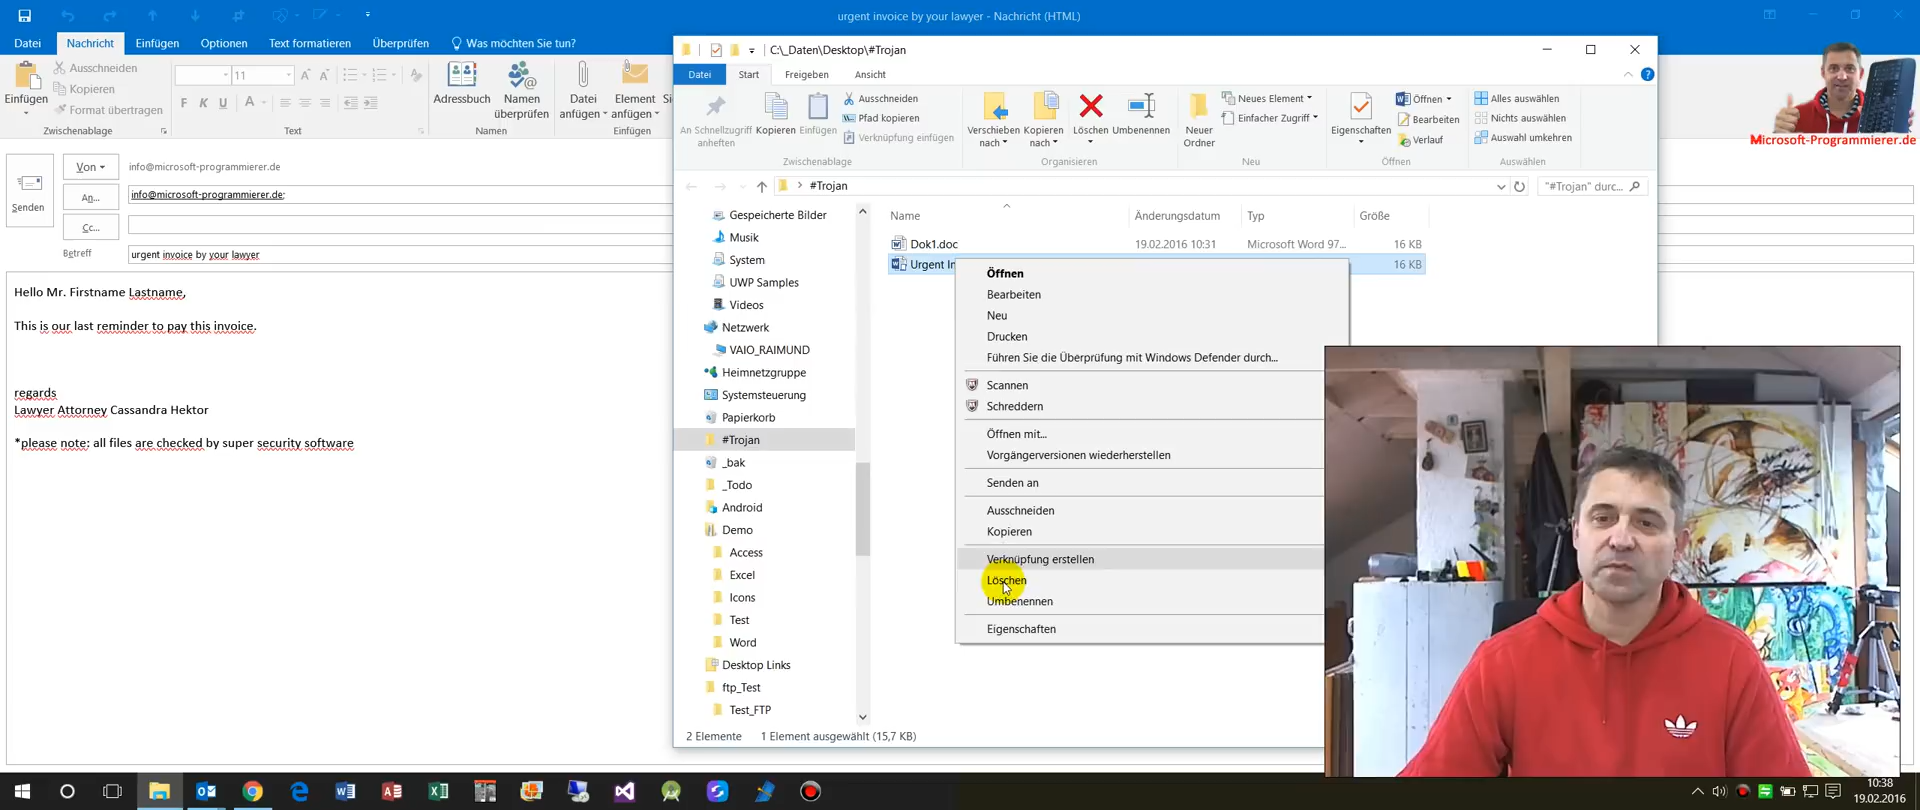 urgent invoice by your lawyer - Nachricht (HTML)
Datei
Nachricht
Einfügen
Optionen
Text formatieren
Überprüfen
Was möchten Sie tun?
Einfügen
Ausschneiden
Kopieren
Format übertragen
Zwischenablage
11
F K U
A
Text
Adressbuch
Namen überprüfen
Namen
Datei anfügen
Element anfügen
Einfügen
Senden
Von
info@microsoft-programmierer.de
An...
info@microsoft-programmierer.de;
Cc...
Betreff
urgent invoice by your lawyer
Hello Mr. Firstname Lastname,
This is our last reminder to pay this invoice.
regards
Lawyer Attorney Cassandra Hektor
*please note: all files are checked by super security software
C:\_Daten\Desktop\#Trojan
Datei
Start
Freigeben
Ansicht
An Schnellzugriff anheften
Kopieren
Einfügen
Ausschneiden
Pfad kopieren
Verknüpfung einfügen
Zwischenablage
Verschieben nach
Kopieren nach
Löschen
Umbenennen
Organisieren
Neuer Ordner
Neues Element
Einfacher Zugriff
Neu
Eigenschaften
Öffnen
Bearbeiten
Verlauf
Öffnen
Alles auswählen
Nichts auswählen
Auswahl umkehren
Auswählen
#Trojan
"#Trojan" durc...
Gespeicherte Bilder
Musik
System
UWP Samples
Videos
Netzwerk
VAIO_RAIMUND
Heimnetzgruppe
Systemsteuerung
Papierkorb
#Trojan
_bak
_Todo
Android
Demo
Access
Excel
Icons
Test
Word
Desktop Links
ftp_Test
Test_FTP
Name
Änderungsdatum
Typ
Größe
Dok1.doc
19.02.2016 10:31
Microsoft Word 97...
16 KB
Urgent In
16 KB
Öffnen
Bearbeiten
Neu
Drucken
Führen Sie die Überprüfung mit Windows Defender durch...
Scannen
Schreddern
Öffnen mit...
Vorgängerversionen wiederherstellen
Senden an
Ausschneiden
Kopieren
Verknüpfung erstellen
Löschen
Umbenennen
Eigenschaften
2 Elemente
1 Element ausgewählt (15,7 KB)
Microsoft-Programmierer.de
10:38
19.02.2016